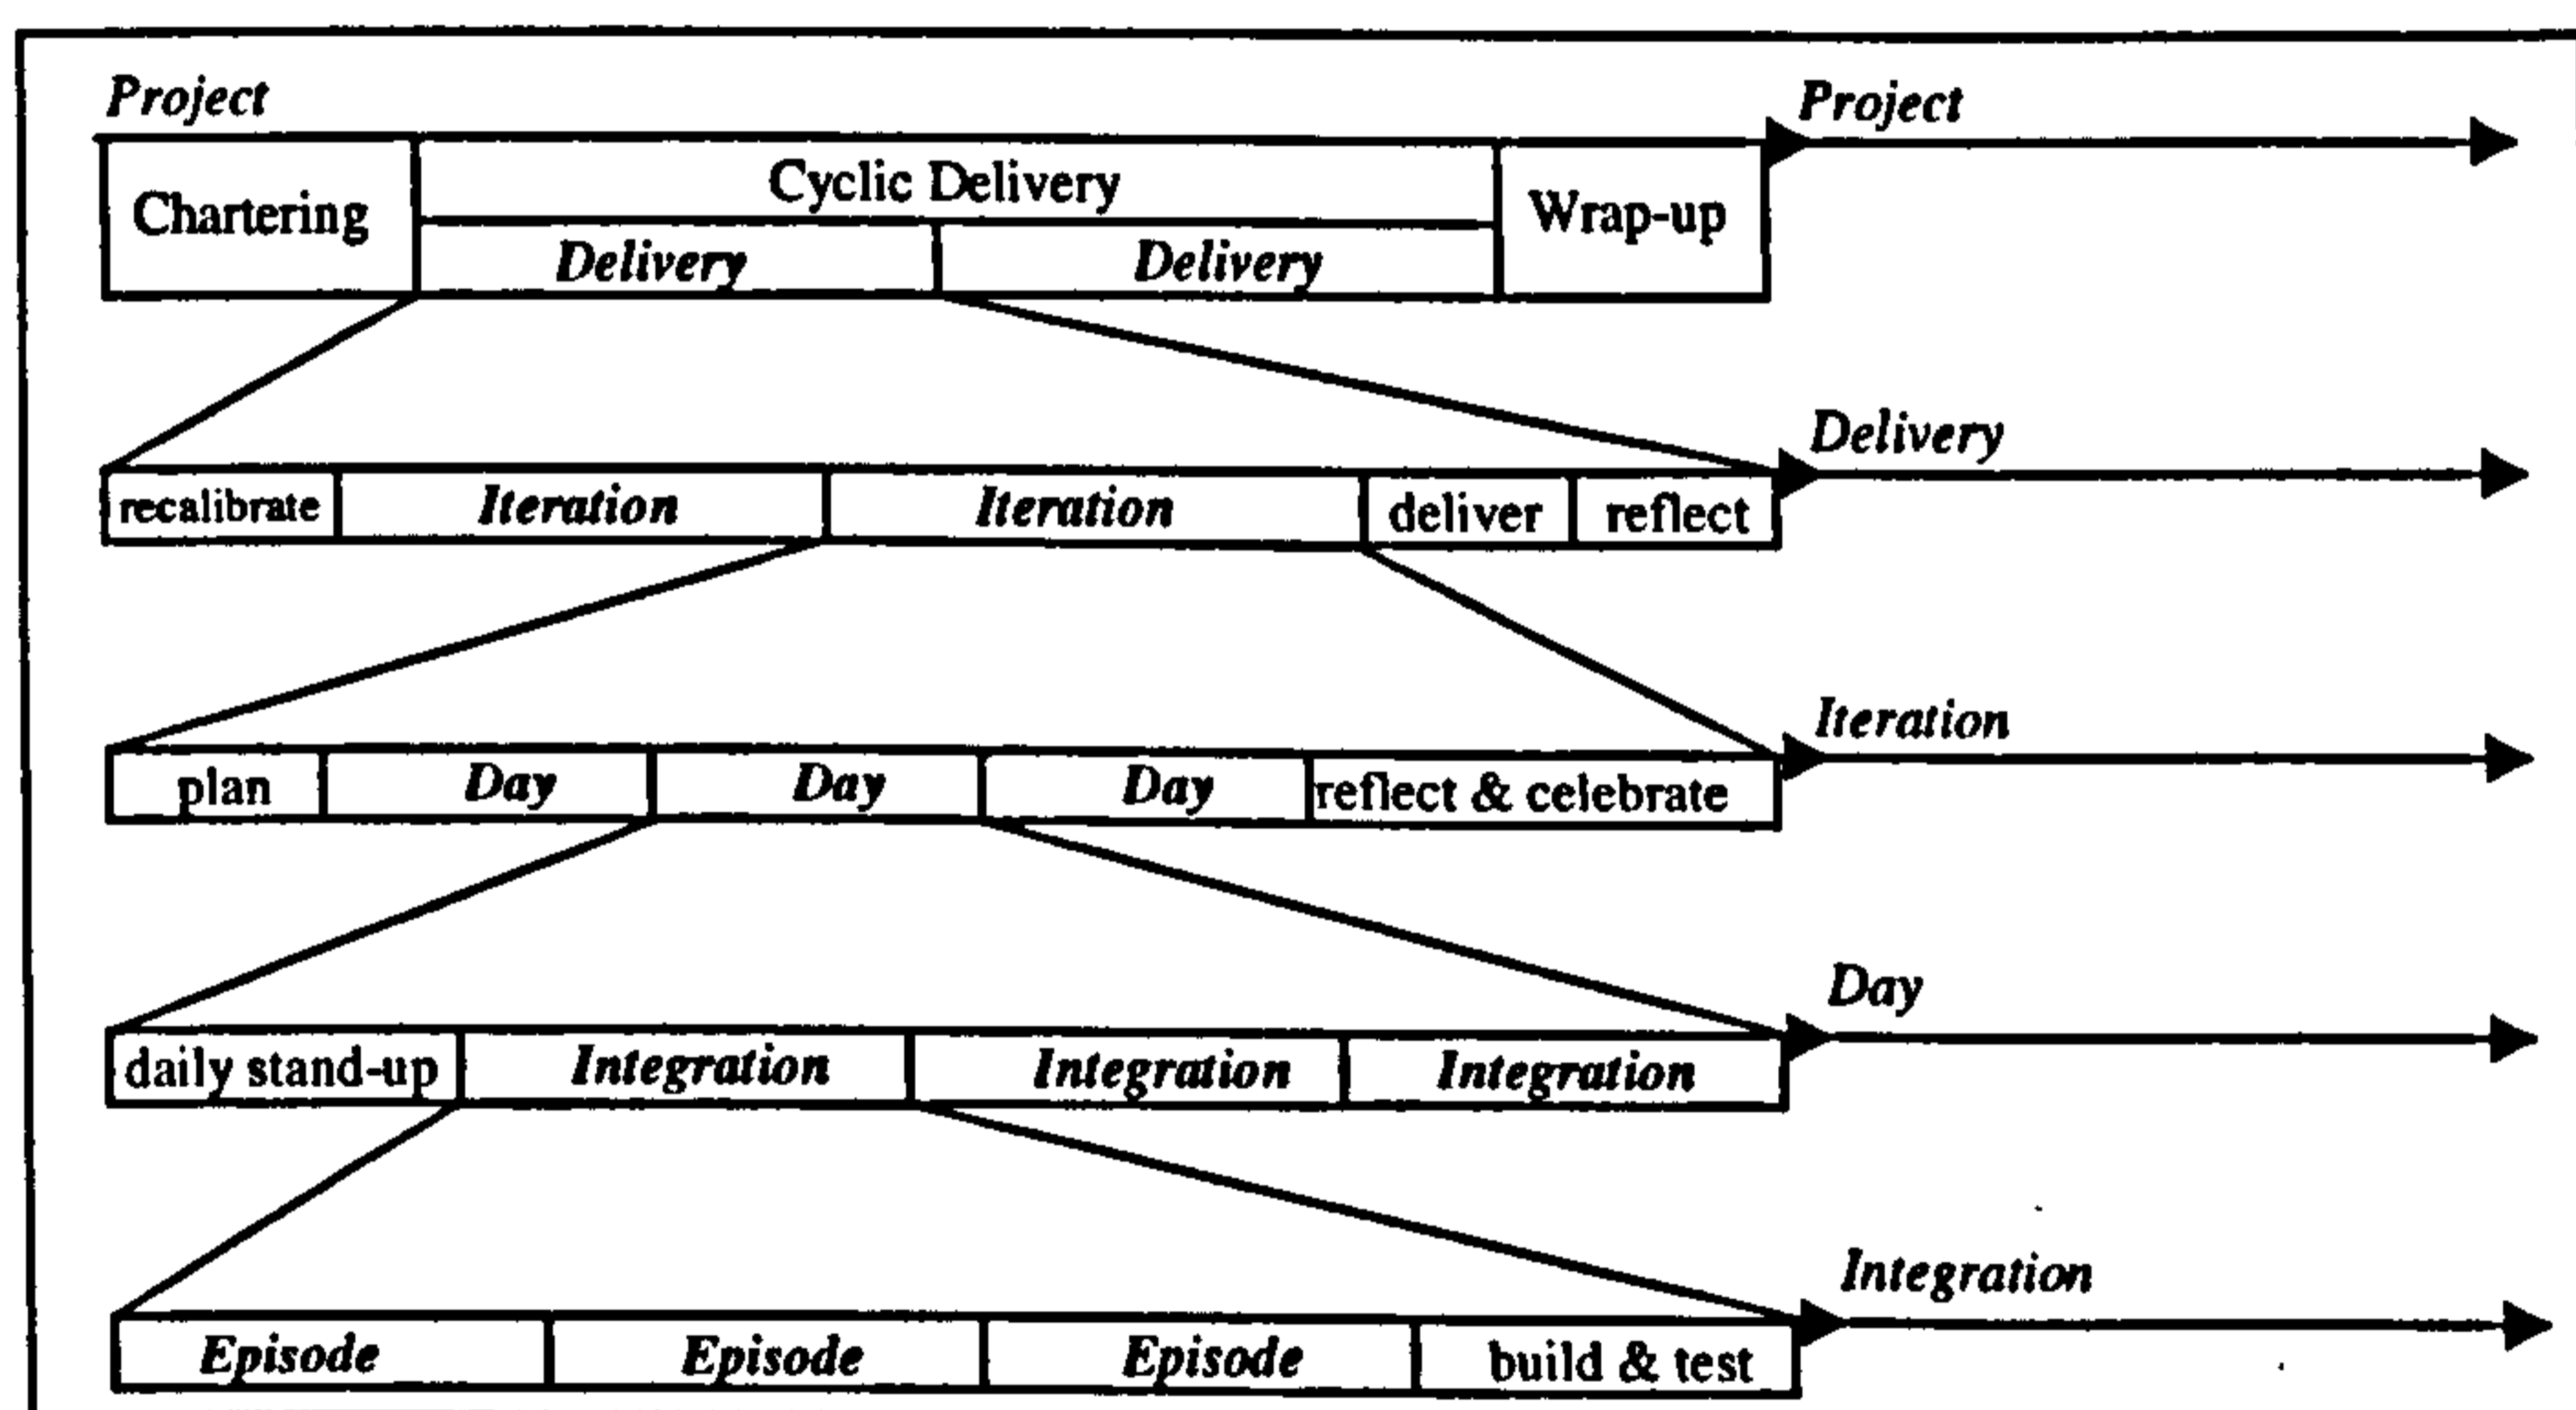 Project Project
Cyclic Delivery
Chartering Wrap-up
Delivery Delivery
Delivery
recalibrate Iteration Iteration deliver reflect
Iteration
plan Day Day Day reflect & celebrate
Day
daily stand-up Integration Integration Integration
Integration
Episode Episode Episode build & test